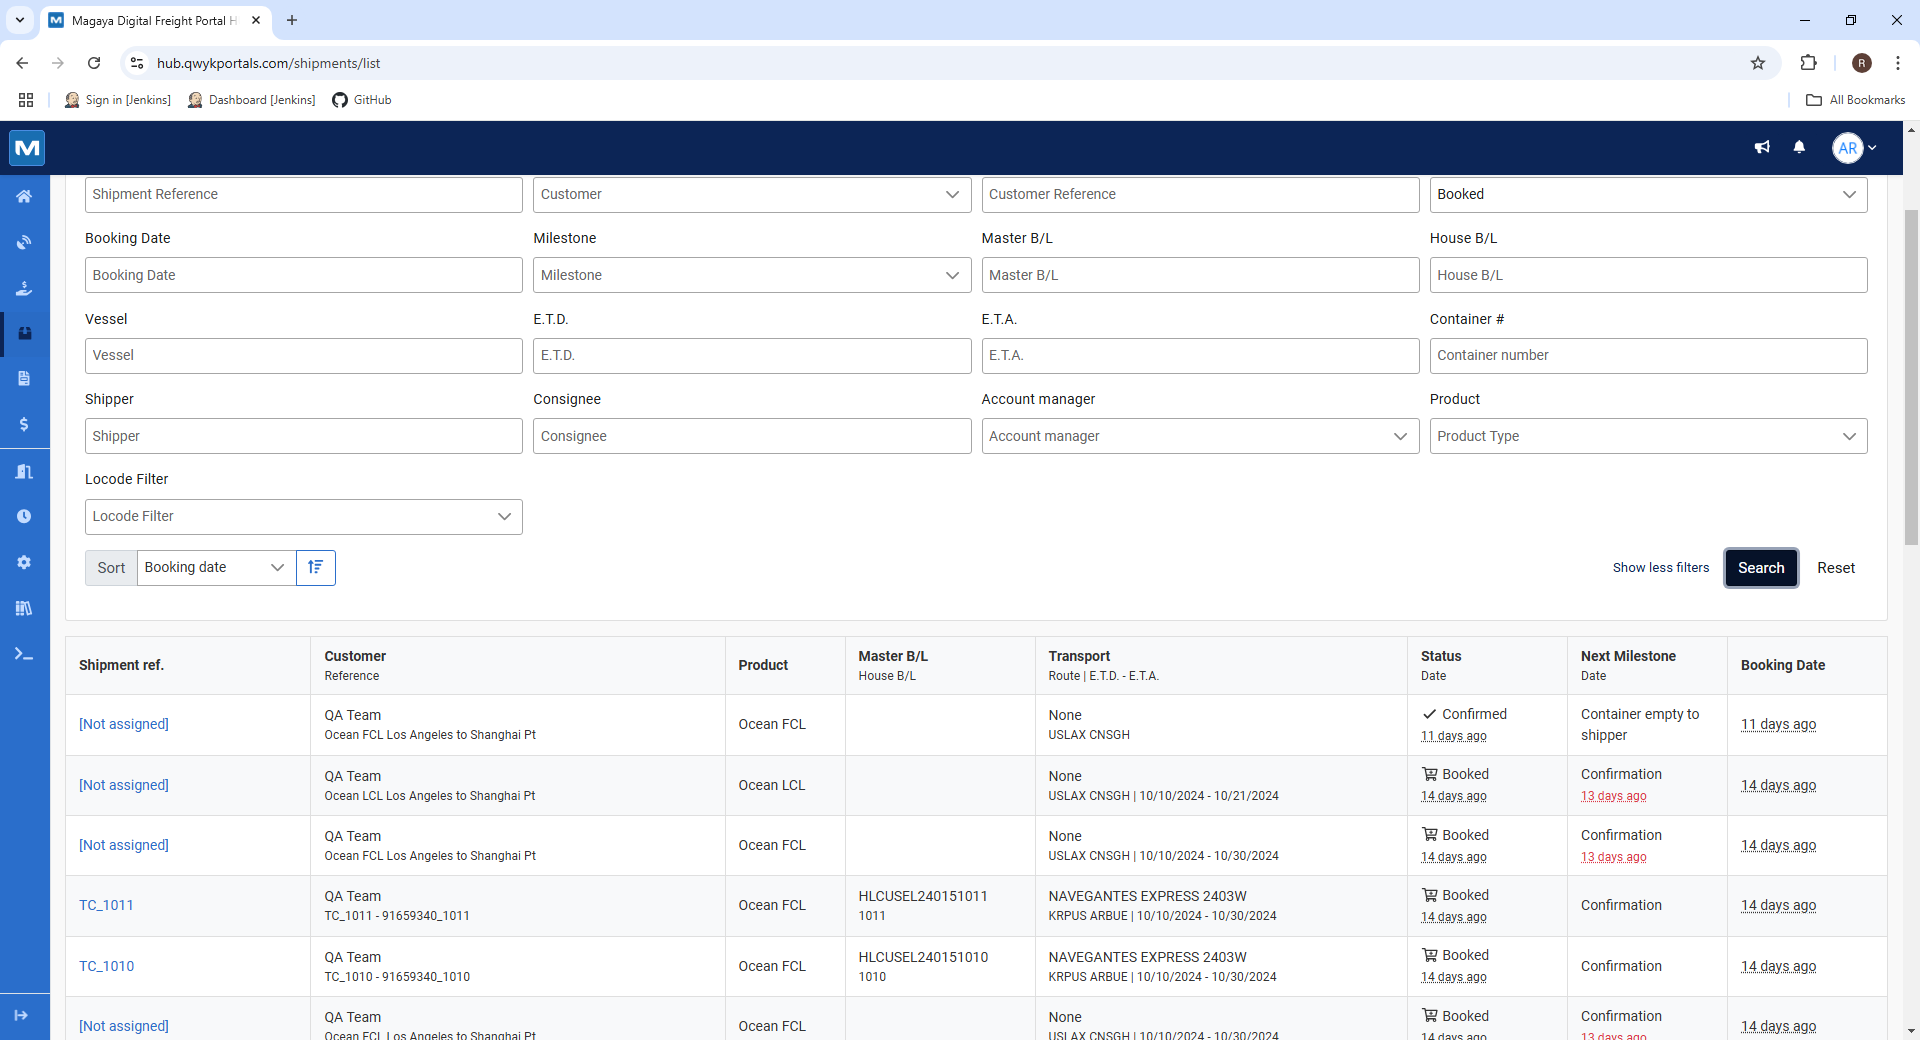 Magaya Digital Freight Portal H
hub.qwykportals.com/shipments/list
R
Sign in [Jenkins]
Dashboard [Jenkins]
GitHub
All Bookmarks
M
AR
Shipment Reference
Customer
Customer Reference
Booked
Booking Date
Milestone
Master B/L
House B/L
Booking Date
Milestone
Master B/L
House B/L
Vessel
E.T.D.
E.T.A.
Container #
Vessel
E.T.D.
E.T.A.
Container number
Shipper
Consignee
Account manager
Product
Shipper
Consignee
Account manager
Product Type
Locode Filter
Locode Filter
Sort
Booking date
Show less filters
Search
Reset
Shipment ref.
Customer
Reference
Product
Master B/L
House B/L
Transport
Route | E.T.D. - E.T.A.
Status
Date
Next Milestone
Date
Booking Date
[Not assigned]
QA Team
Ocean FCL Los Angeles to Shanghai Pt
Ocean FCL
None
USLAX CNSGH
Confirmed
11 days ago
Container empty to
shipper
11 days ago
[Not assigned]
QA Team
Ocean LCL Los Angeles to Shanghai Pt
Ocean LCL
None
USLAX CNSGH | 10/10/2024 - 10/21/2024
Booked
14 days ago
Confirmation
13 days ago
14 days ago
[Not assigned]
QA Team
Ocean FCL Los Angeles to Shanghai Pt
Ocean FCL
None
USLAX CNSGH | 10/10/2024 - 10/30/2024
Booked
14 days ago
Confirmation
13 days ago
14 days ago
TC_1011
QA Team
TC_1011 - 91659340_1011
Ocean FCL
HLCUSEL240151011
1011
NAVEGANTES EXPRESS 2403W
KRPUS ARBUE | 10/10/2024 - 10/30/2024
Booked
14 days ago
Confirmation
14 days ago
TC_1010
QA Team
TC_1010 - 91659340_1010
Ocean FCL
HLCUSEL240151010
1010
NAVEGANTES EXPRESS 2403W
KRPUS ARBUE | 10/10/2024 - 10/30/2024
Booked
14 days ago
Confirmation
14 days ago
[Not assigned]
QA Team
Ocean FCL Los Angeles to Shanghai Pt
Ocean FCL
None
USLAX CNSGH | 10/10/2024 - 10/30/2024
Booked
14 days ago
Confirmation
13 days ago
14 days ago